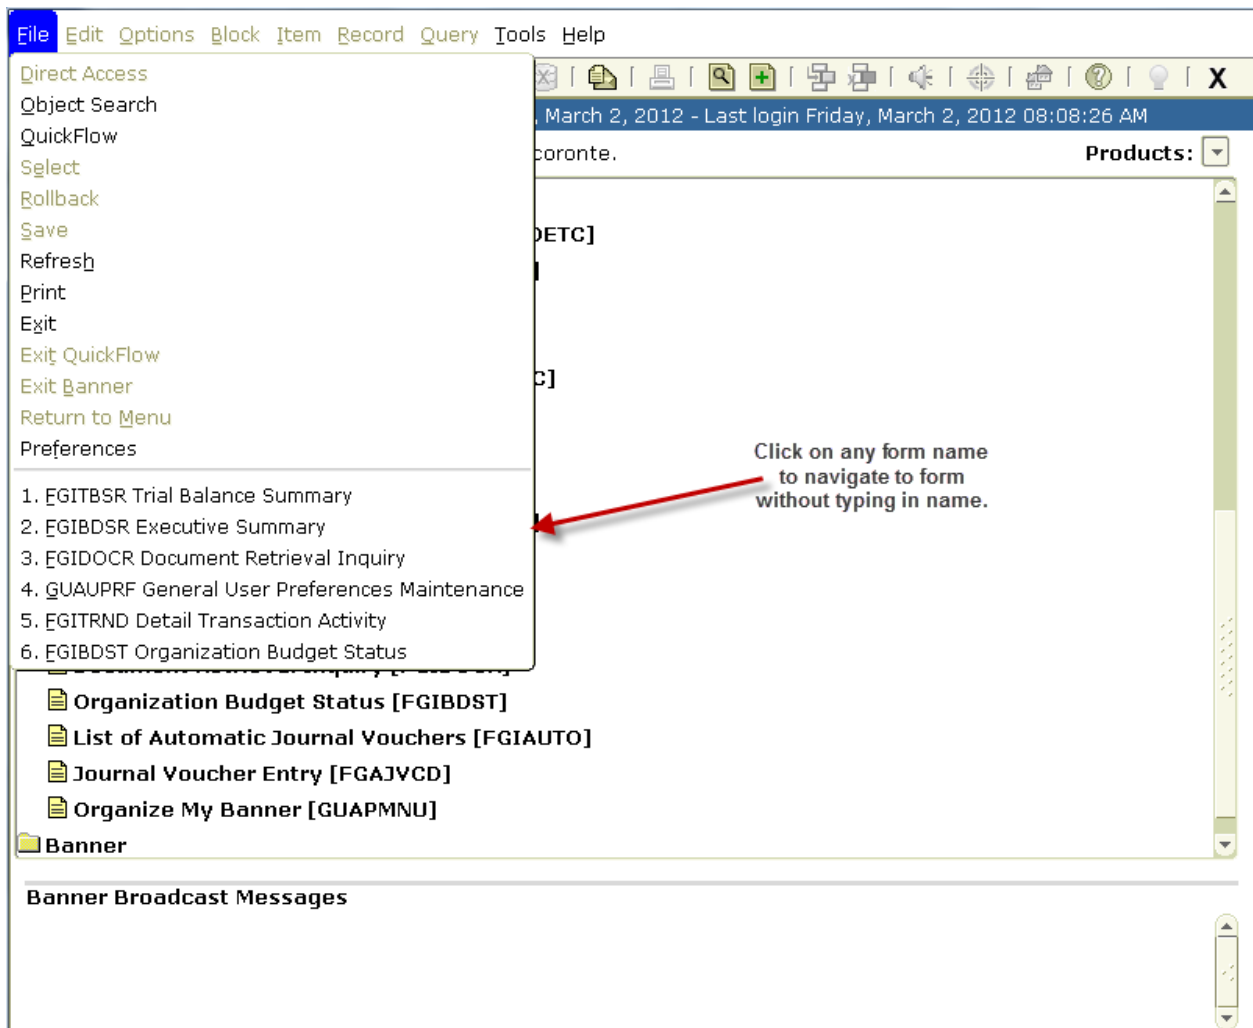 File Edit Options Block Item Record Query Tools Help
Direct Access
Object Search
QuickFlow
Select
Rollback
Save
Refresh
Print
Exit
Exit QuickFlow
Exit Banner
Return to Menu
Preferences
1. FGITBSR Trial Balance Summary
2. FGIBDSR Executive Summary
3. FGIDOCR Document Retrieval Inquiry
4. GUAUPRF General User Preferences Maintenance
5. FGITRND Detail Transaction Activity
6. FGIBDST Organization Budget Status
X
, March 2, 2012 - Last login Friday, March 2, 2012 08:08:26 AM
coronte. Products:
DETC]
]
C]
Click on any form name
to navigate to form
without typing in name.
Organization Budget Status [FGIBDST]
List of Automatic Journal Vouchers [FGIAUTO]
Journal Voucher Entry [FGAJVCD]
Organize My Banner [GUAPMNU]
Banner
Banner Broadcast Messages